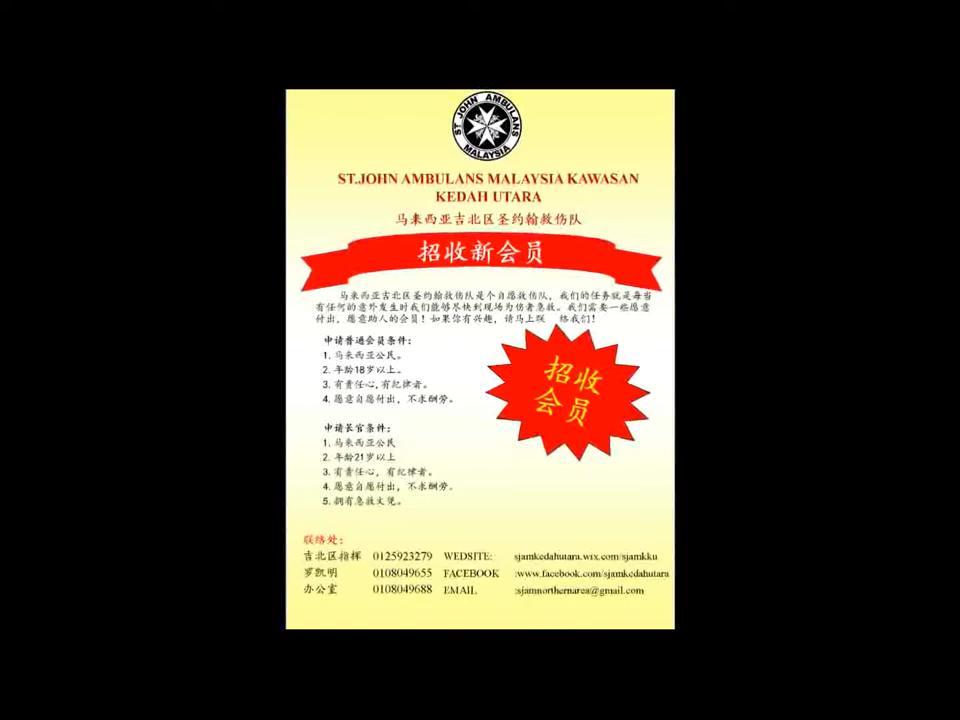 ST JOHN AMBULANS
MALAYSIA
ST.JOHN AMBULANS MALAYSIA KAWASAN
KEDAH UTARA
马来西亚吉北区圣约翰救伤队
招收新会员
马来西亚吉北区圣约翰救伤队是个自愿救伤队，我们的任务就是每当
有任何的意外发生时我们能够尽快到现场为伤者急救。我们需要一些愿意
付出，愿意助人的会员！如果你有兴趣，请马上联 络我们！
申请普通会员条件：
1. 马来西亚公民。
2. 年龄18岁以上。
3. 有责任心,有纪律者。
4. 愿意自愿付出，不求酬劳。
招收
会员
申请长官条件：
1. 马来西亚公民
2. 年龄21岁以上
3. 有责任心，有纪律者。
4. 愿意自愿付出，不求酬劳。
5. 拥有急救文凭。
联络处：
吉北区指挥 0125923279 WEDSITE: sjamkedahutara.wix.com/sjamkku
罗凯明 0108049655 FACEBOOK :www.facebook.com/sjamkedahutara
办公室 0108049688 EMAIL :sjamnorthernarea@gmail.com